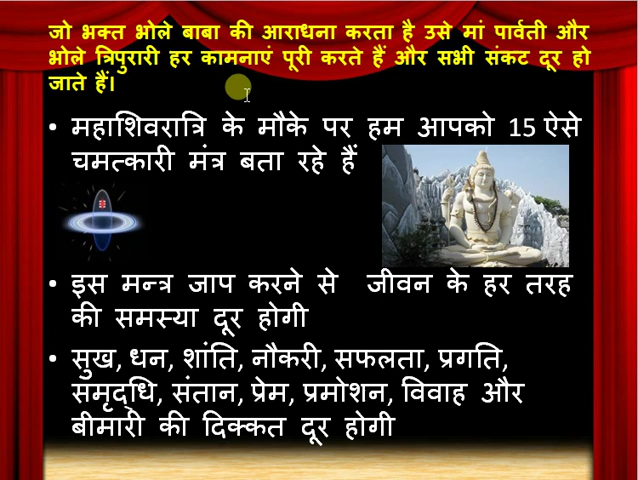 जो भक्त भोले बाबा की आराधना करता है उसे मां पार्वती और
भोले त्रिपुरारी हर कामनाएं पूरी करते हैं और सभी संकट दूर हो
जाते हैं।
• महाशिवरात्रि के मौके पर हम आपको 15 ऐसे
चमत्कारी मंत्र बता रहे हैं
• इस मन्त्र जाप करने से जीवन के हर तरह
की समस्या दूर होगी
• सुख, धन, शांति, नौकरी, सफलता, प्रगति,
समृद्धि, संतान, प्रेम, प्रमोशन, विवाह और
बीमारी की दिक्कत दूर होगी